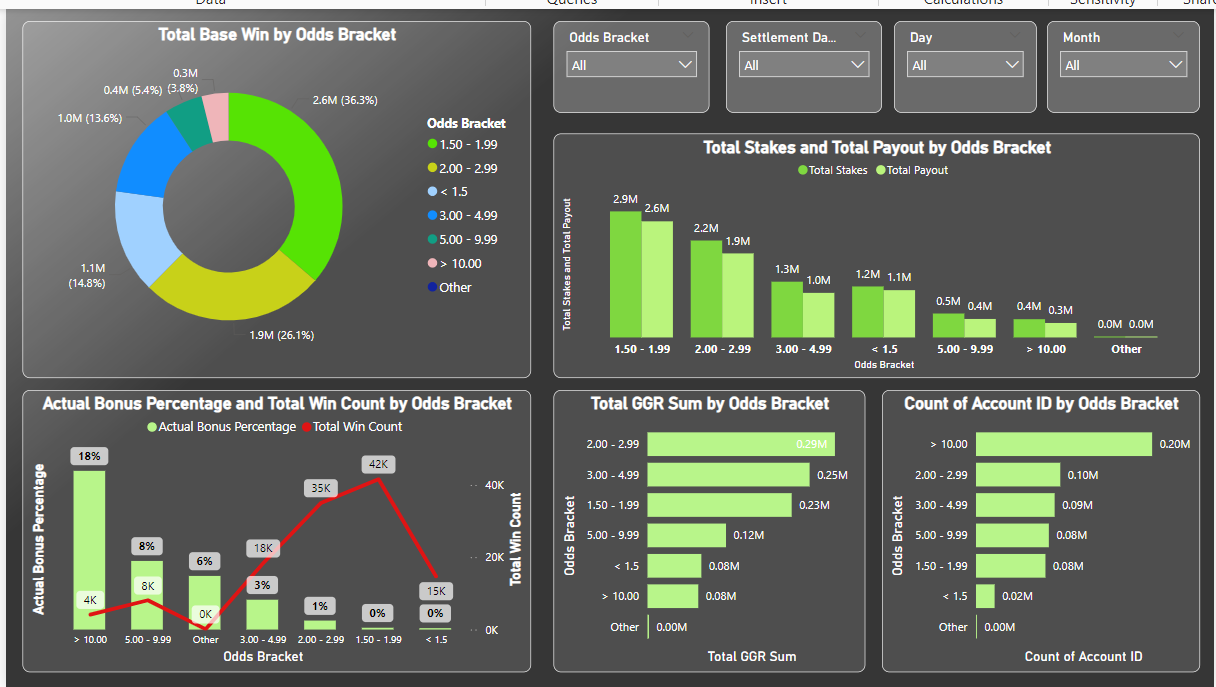 Data
Queries
Insert
Calculations
Sensitivity
Share
Total Base Win by Odds Bracket
0.3M
(3.8%)
0.4M (5.4%)
1.0M (13.6%)
2.6M (36.3%)
1.1M
(14.8%)
1.9M (26.1%)
Odds Bracket
1.50 - 1.99
2.00 - 2.99
< 1.5
3.00 - 4.99
5.00 - 9.99
> 10.00
Other
Odds Bracket
All
Settlement Da...
All
Day
All
Month
All
Total Stakes and Total Payout by Odds Bracket
Total Stakes
Total Payout
Total Stakes and Total Payout
2.9M
2.6M
2.2M
1.9M
1.3M
1.0M
1.2M
1.1M
0.5M
0.4M
0.4M
0.3M
0.0M
0.0M
1.50 - 1.99
2.00 - 2.99
3.00 - 4.99
< 1.5
5.00 - 9.99
> 10.00
Other
Odds Bracket
Actual Bonus Percentage and Total Win Count by Odds Bracket
Actual Bonus Percentage
Total Win Count
Actual Bonus Percentage
18%
4K
8%
8K
6%
0K
18K
3%
35K
1%
42K
0%
15K
0%
40K
20K
0K
Total Win Count
> 10.00
5.00 - 9.99
Other
3.00 - 4.99
2.00 - 2.99
1.50 - 1.99
< 1.5
Odds Bracket
Total GGR Sum by Odds Bracket
Odds Bracket
2.00 - 2.99
0.29M
3.00 - 4.99
0.25M
1.50 - 1.99
0.23M
5.00 - 9.99
0.12M
< 1.5
0.08M
> 10.00
0.08M
Other
0.00M
Total GGR Sum
Count of Account ID by Odds Bracket
Odds Bracket
> 10.00
0.20M
2.00 - 2.99
0.10M
3.00 - 4.99
0.09M
5.00 - 9.99
0.08M
1.50 - 1.99
0.08M
< 1.5
0.02M
Other
0.00M
Count of Account ID